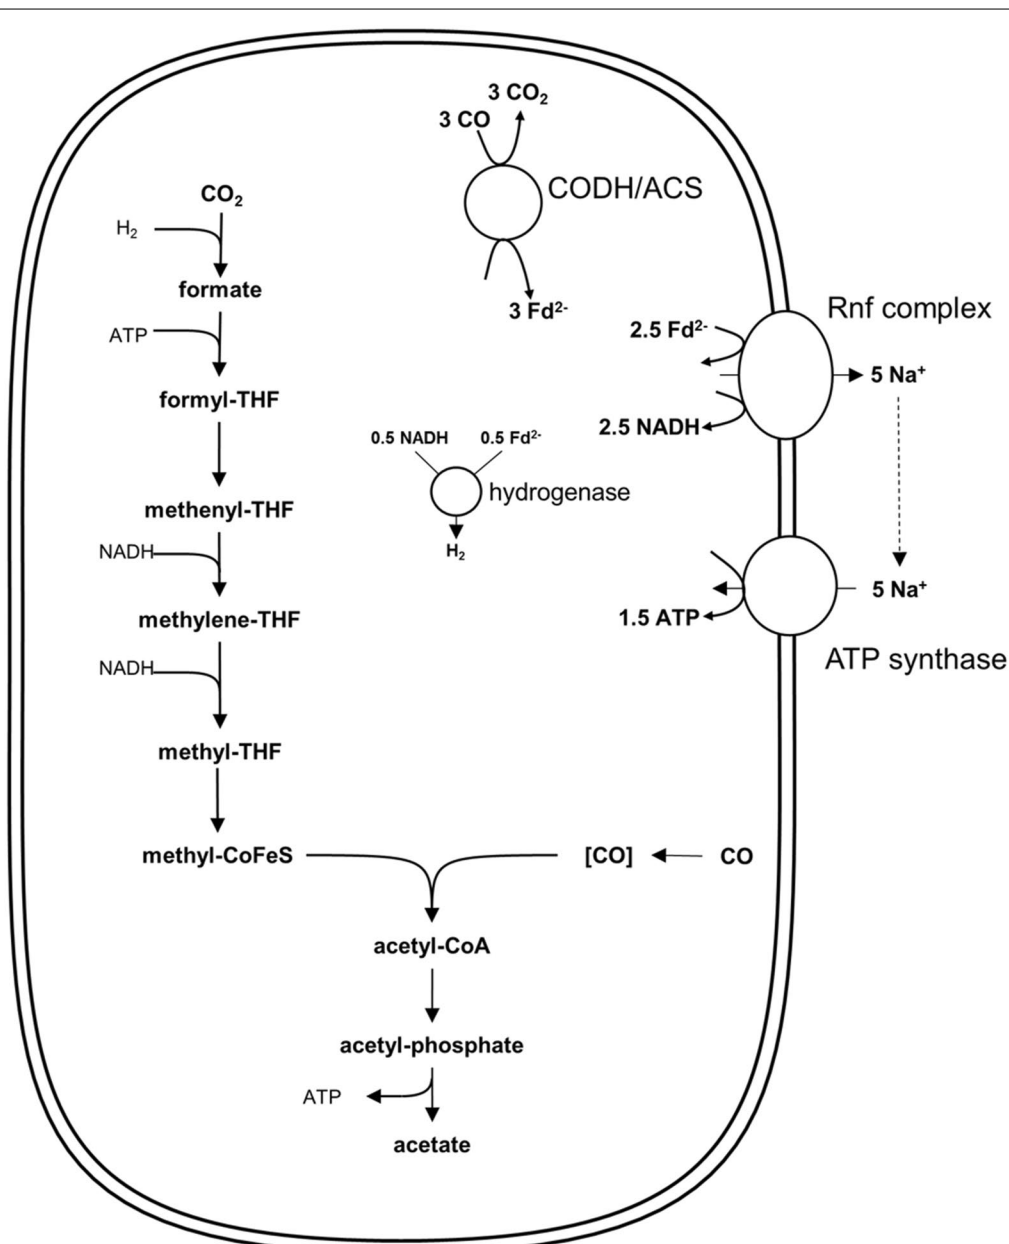 3 CO₂
3 CO
CODH/ACS
3 Fd²⁻
CO₂
H₂
formate
ATP
formyl-THF
methenyl-THF
NADH
methylene-THF
NADH
methyl-THF
methyl-CoFeS
[CO]
CO
acetyl-CoA
acetyl-phosphate
ATP
acetate
0.5 NADH
0.5 Fd²⁻
hydrogenase
H₂
Rnf complex
2.5 Fd²⁻
5 Na⁺
2.5 NADH
5 Na⁺
1.5 ATP
ATP synthase